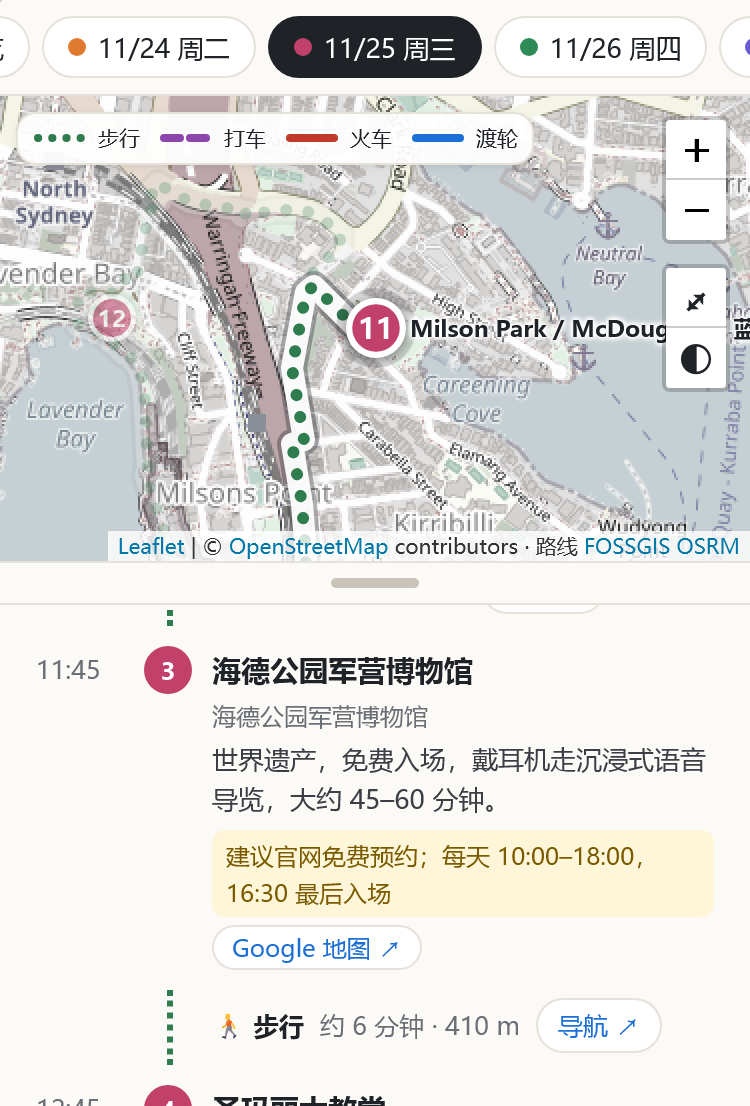 11/24 周二
11/25 周三
11/26 周四
步行
打车
火车
渡轮
+
−
North
Sydney
Warringah Freeway
Neutral
Bay
vender Bay
12
11
High S
Milson Park / McDoug
Cliff Street
Careening
Cove
Lavender
Bay
Carabella Street
Elamang Avenue
Milsons Point
Kirribilli
Wudyong
Quay - Kurraba Point
Leaflet | © OpenStreetMap contributors · 路线 FOSSGIS OSRM
11:45
3
海德公园军营博物馆
海德公园军营博物馆
世界遗产，免费入场，戴耳机走沉浸式语音
导览，大约 45–60 分钟。
建议官网免费预约；每天 10:00–18:00，
16:30 最后入场
Google 地图 ↗
步行 约 6 分钟 · 410 m 导航 ↗